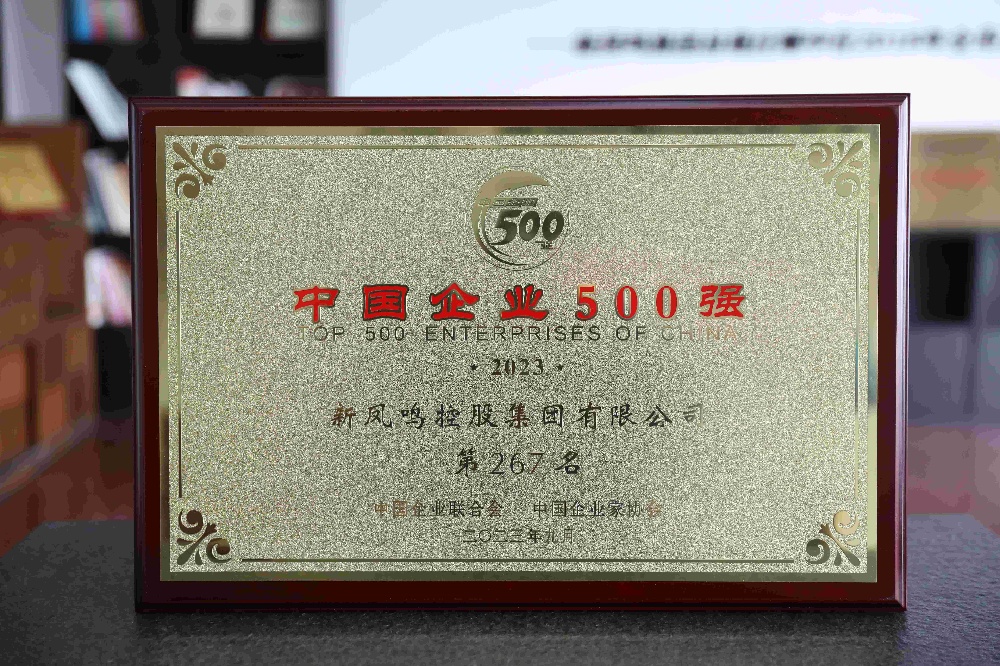 500
中国企业500强
TOP 500 ENTERPRISES OF CHINA
· 2023 ·
新凤鸣控股集团有限公司
第267名
中国企业联合会 中国企业家协会
二〇二三年九月